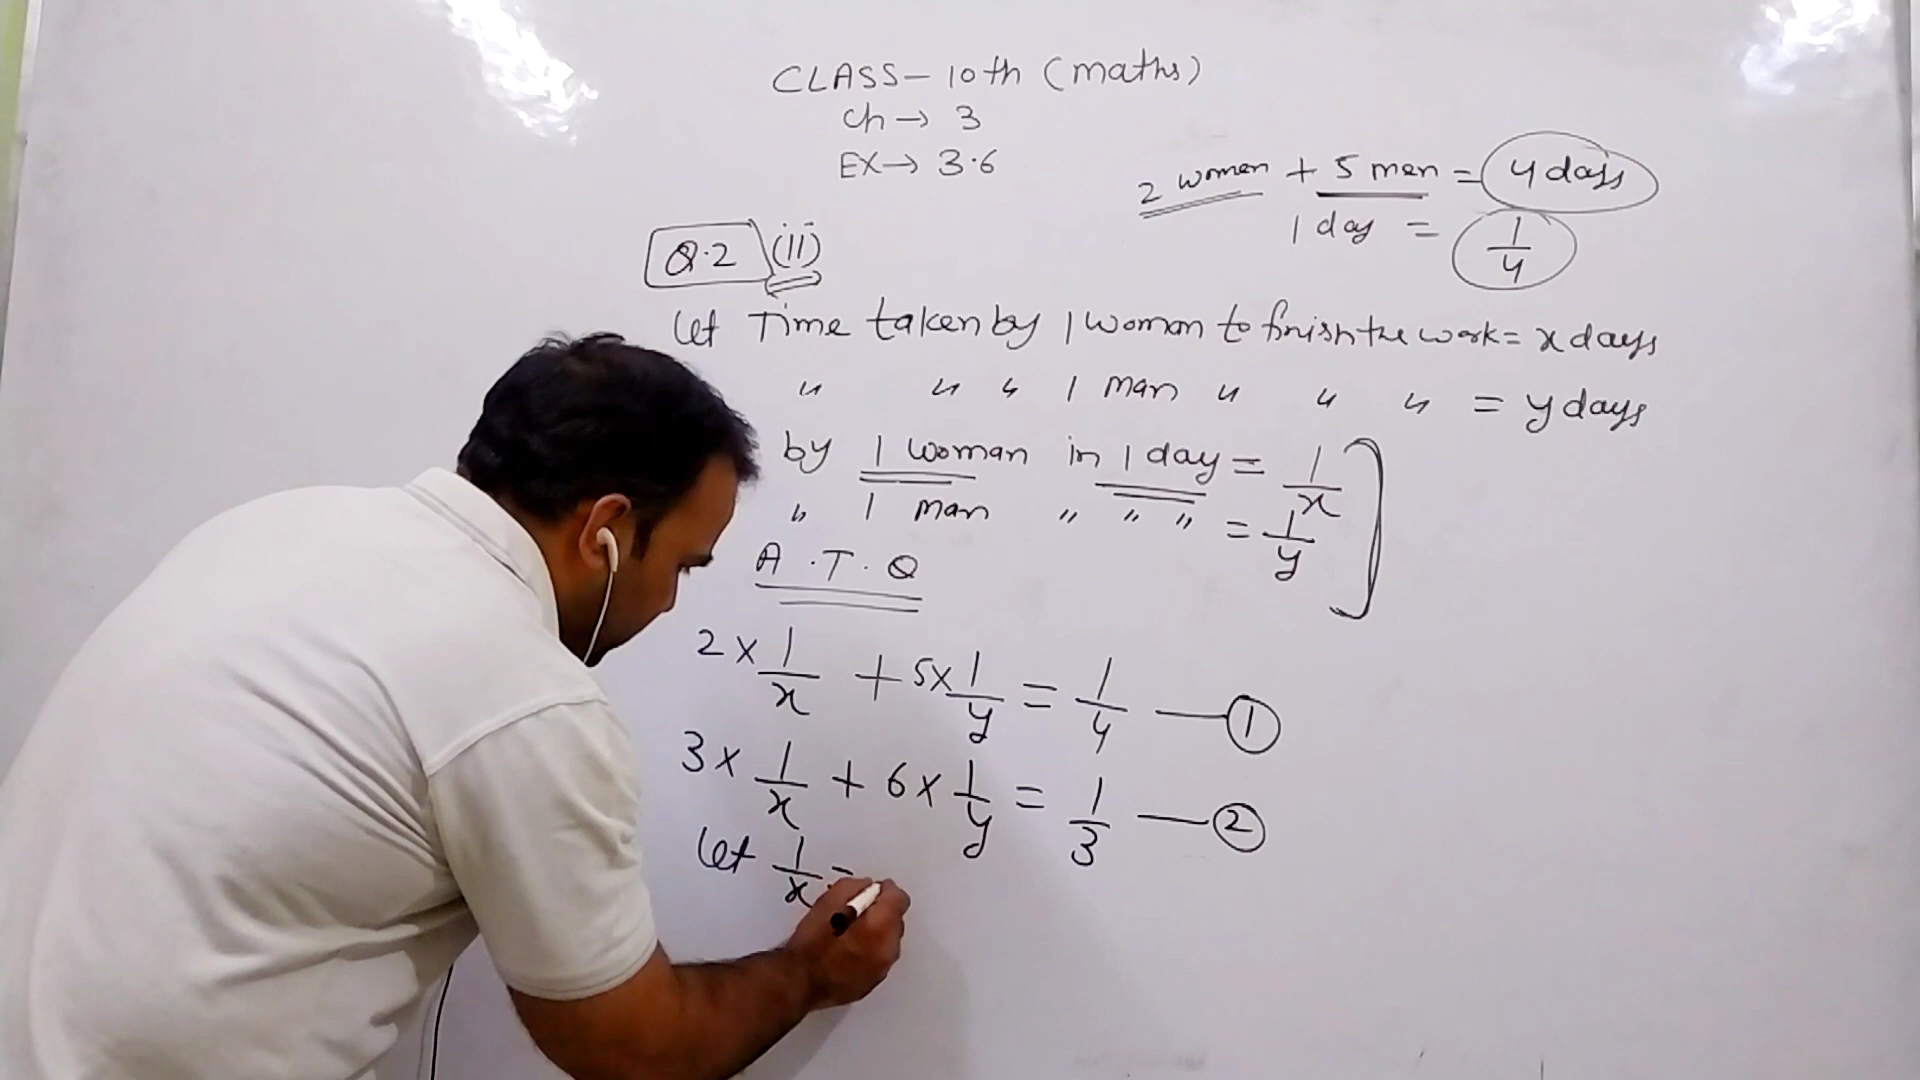 CLASS – 10th (maths)
Ch → 3
EX → 3.6
2 women + 5 men = 4 days
1 day = 1/4
Q.2 (ii)
Let Time taken by 1 woman to finish the work = x days
" " " 1 man " " " = y days
by 1 woman in 1 day = 1/x
" 1 man " " " = 1/y
A.T.Q
2 × 1/x + 5 × 1/y = 1/4 — ①
3 × 1/x + 6 × 1/y = 1/3 — ②
Let 1/x =